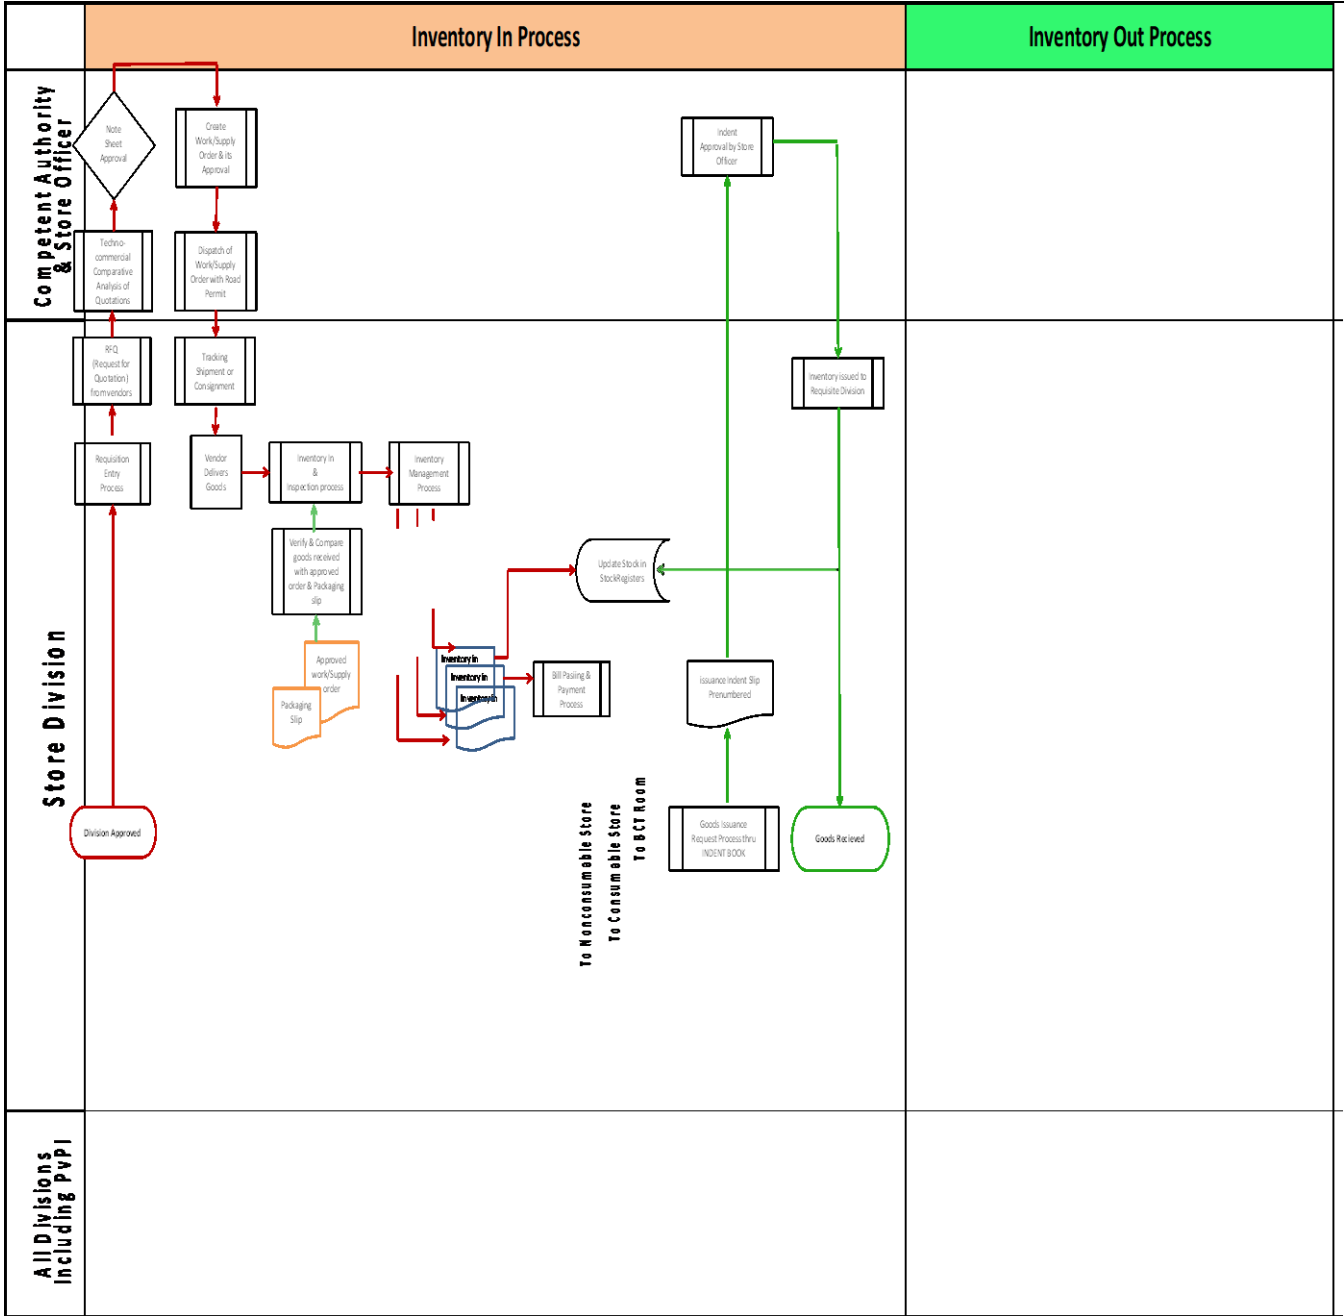 Inventory In Process
Inventory Out Process
Competent Authority
& Store Officer
Note
Sheet
Approval
Create
Work/Supply
Order & its
Approval
Indent
Approval by Store
Officer
Techno-
commercial
Comparative
Analysis of
Quotations
Dispatch of
Work/Supply
Order with Road
Permit
Store Division
RFQ
(Request for
Quotation)
from vendors
Tracking
Shipment or
Consignment
Inventory issued to
Requisite Division
Requisition
Entry
Process
Vendor
Delivers
Goods
Inventory In
&
Inspection process
Inventory
Management
Process
Verify & Compare
goods received
with approved
order & Packaging
slip
Update Stock in
StockRegisters
Approved
work/Supply
order
Packaging
Slip
Inventory in
Inventory in
Inventory in
Bill Pasiing &
Payment
Process
issuance Indent Slip
Prenumbered
Division Approved
To Nonconsumable Store
To Consumable Store
To BCT Room
Goods Issuance
Request Process thru
INDENT BOOK
Goods Recieved
All Divisions
Including PvPI